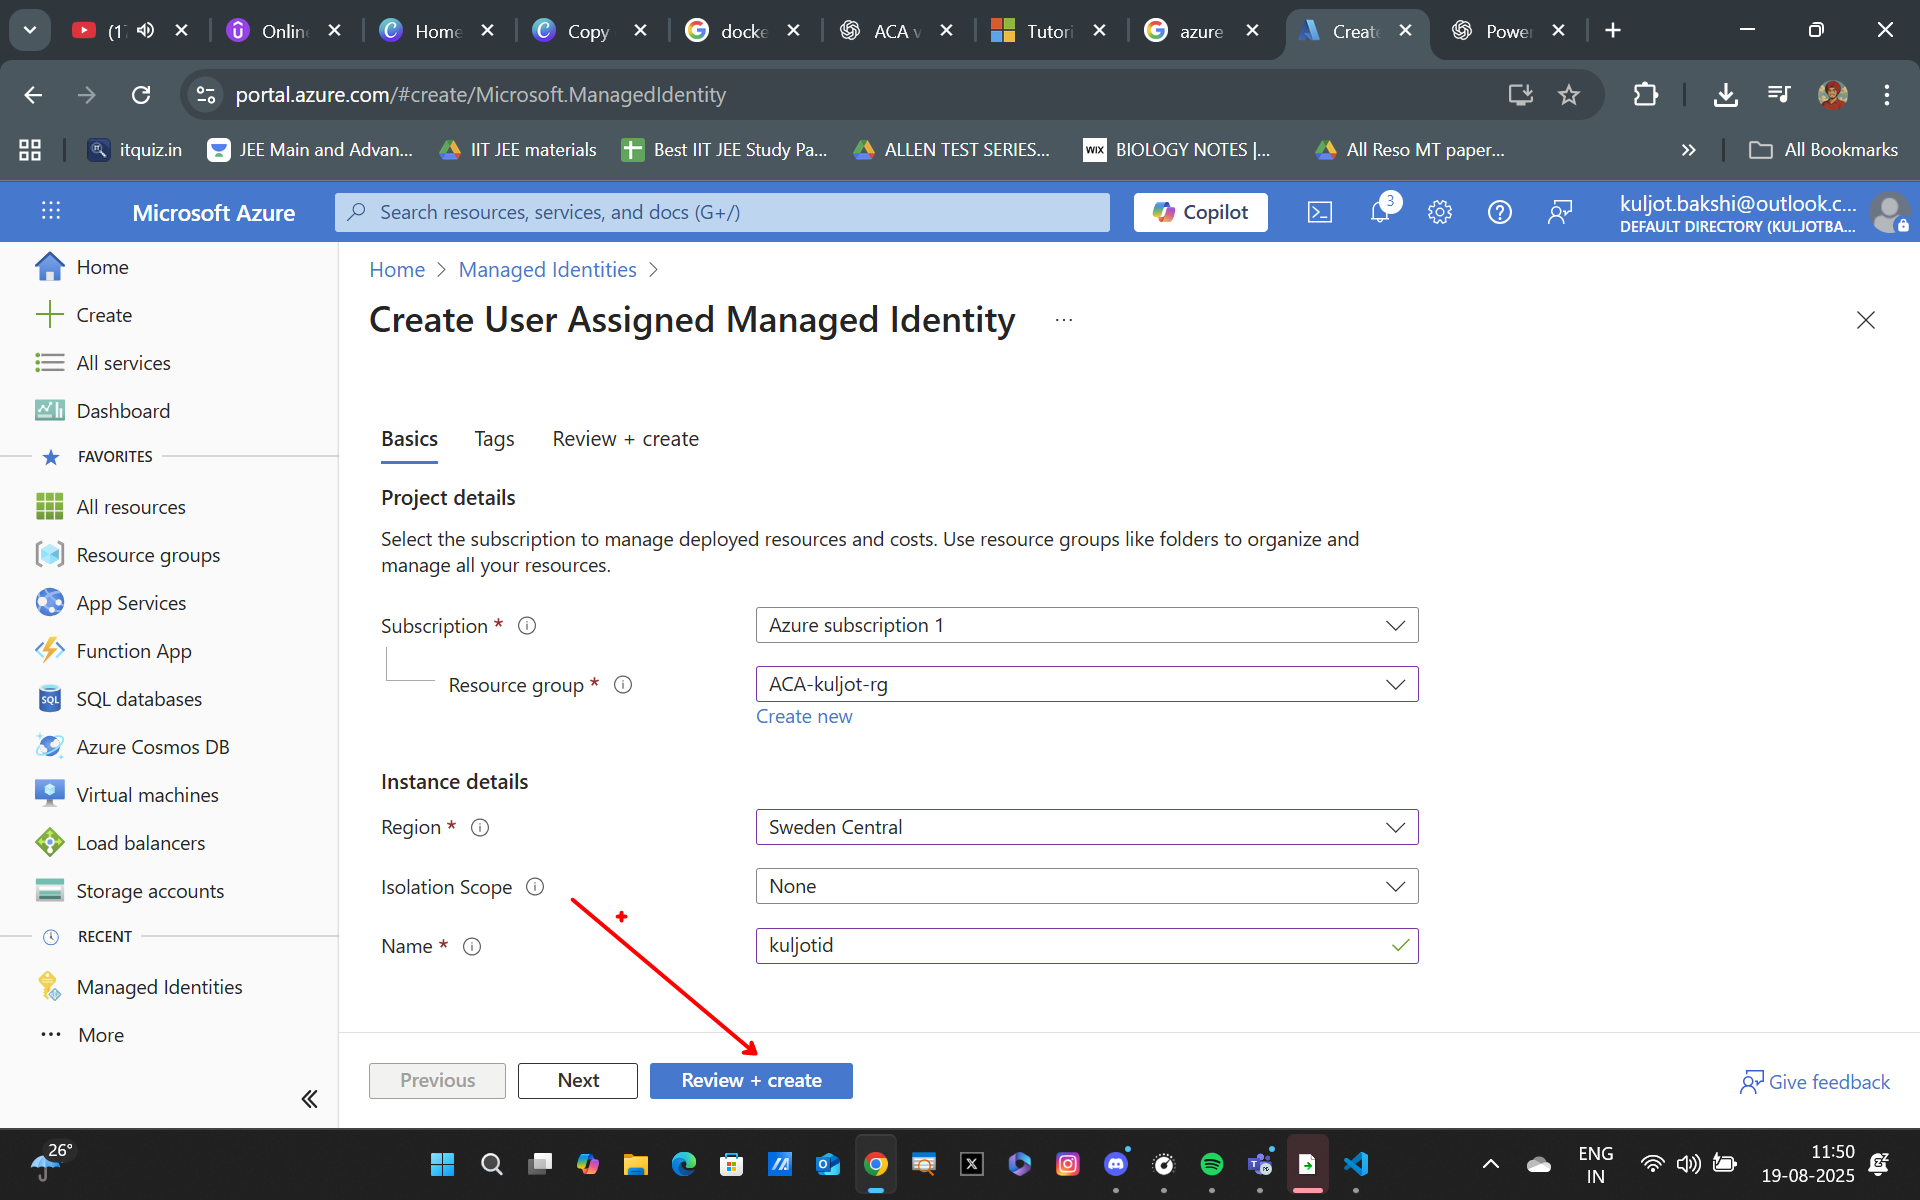 (1
Onlin
Home
Copy
docke
ACA v
Tutori
azure
Create
Power
portal.azure.com/#create/Microsoft.ManagedIdentity
itquiz.in
JEE Main and Advan...
IIT JEE materials
Best IIT JEE Study Pa...
ALLEN TEST SERIES...
WIX
BIOLOGY NOTES |...
All Reso MT paper...
All Bookmarks
Microsoft Azure
Search resources, services, and docs (G+/)
Copilot
3
kuljot.bakshi@outlook.c...
DEFAULT DIRECTORY (KULJOTBA...
Home
Create
All services
Dashboard
FAVORITES
All resources
Resource groups
App Services
Function App
SQL
SQL databases
Azure Cosmos DB
Virtual machines
Load balancers
Storage accounts
RECENT
Managed Identities
More
Home > Managed Identities >
Create User Assigned Managed Identity ...
Basics
Tags
Review + create
Project details
Select the subscription to manage deployed resources and costs. Use resource groups like folders to organize and
manage all your resources.
Subscription *
Azure subscription 1
Resource group *
ACA-kuljot-rg
Create new
Instance details
Region *
Sweden Central
Isolation Scope
None
Name *
kuljotid
Previous
Next
Review + create
Give feedback
26°
ENG
IN
11:50
19-08-2025